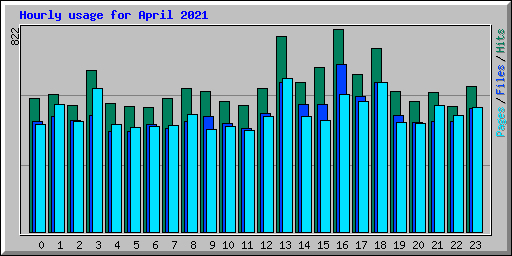 Hourly usage for April 2021
822
Pages / Files / Hits
0 1 2 3 4 5 6 7 8 9 10 11 12 13 14 15 16 17 18 19 20 21 22 23